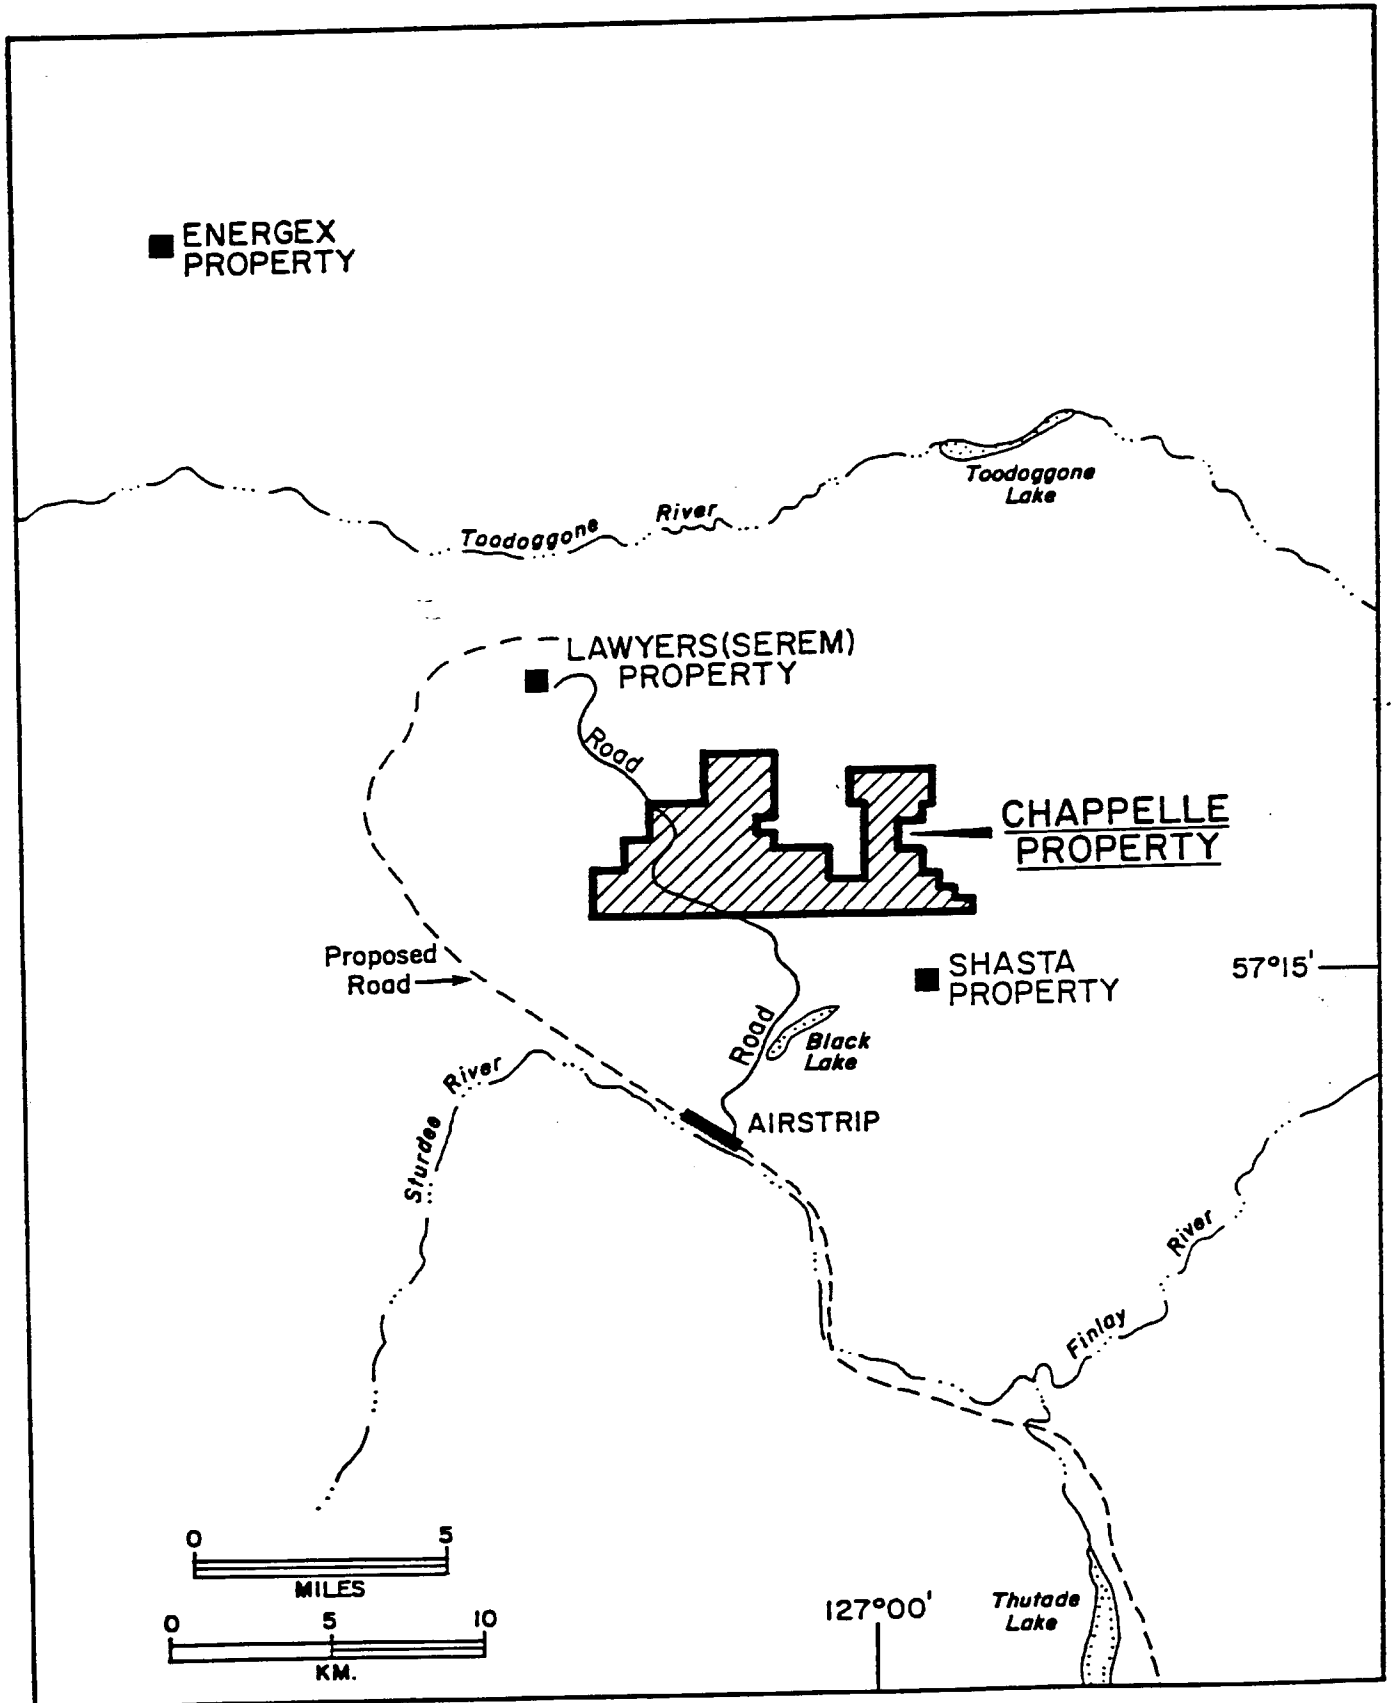 ENERGEX
PROPERTY
Toodoggone
Lake
Toodoggone River
LAWYERS(SEREM)
PROPERTY
Road
CHAPPELLE
PROPERTY
Proposed
Road
SHASTA
PROPERTY
57°15'
Road
Black
Lake
Sturdee River
AIRSTRIP
Finlay River
0 5
MILES
0 5 10
KM.
127°00'
Thutade
Lake